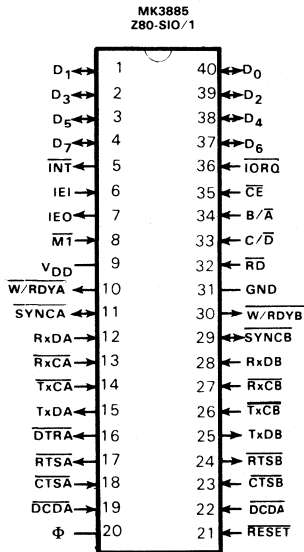 MK3885
Z80-SIO/1
D1 1 40 D0
D3 2 39 D2
D5 3 38 D4
D7 4 37 D6
INT 5 36 IORQ
IEI 6 35 CE
IEO 7 34 B/A
M1 8 33 C/D
VDD 9 32 RD
W/RDYA 10 31 GND
SYNCA 11 30 W/RDYB
RxDA 12 29 SYNCB
RxCA 13 28 RxDB
TxCA 14 27 RxCB
TxDA 15 26 TxCB
DTRA 16 25 TxDB
RTSA 17 24 RTSB
CTSA 18 23 CTSB
DCDA 19 22 DCDA
Φ 20 21 RESET